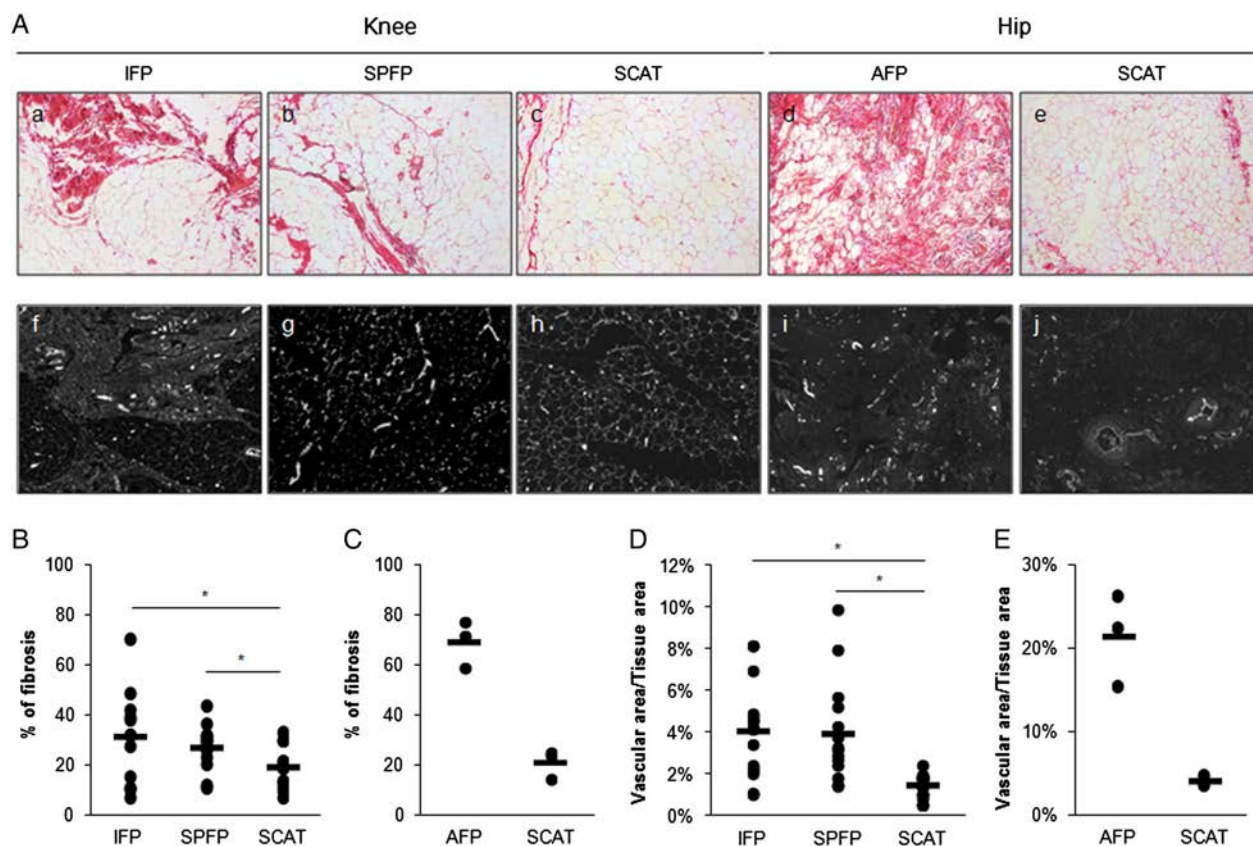 A Knee Hip
IFP SPFP SCAT AFP SCAT
a b c d e
f g h i j
B C D E
100 100 12% 30%
* *
80 80 10%
* *
8% 20%
60 60
6%
40 40
4% 10%
20 20
2%
0 0 0% 0%
% of fibrosis
% of fibrosis
Vascular area/Tissue area
Vascular area/Tissue area
IFP SPFP SCAT AFP SCAT IFP SPFP SCAT AFP SCAT